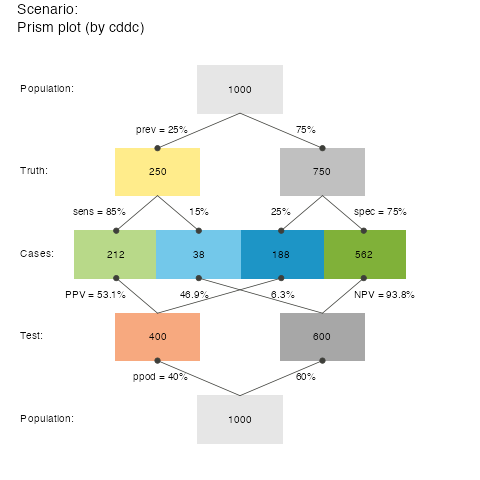 Scenario:
Prism plot (by cddc)
Population:
1000
prev = 25%
75%
Truth:
250
750
sens = 85%
15%
25%
spec = 75%
Cases:
212
38
188
562
PPV = 53.1%
46.9%
6.3%
NPV = 93.8%
Test:
400
600
ppod = 40%
60%
Population:
1000